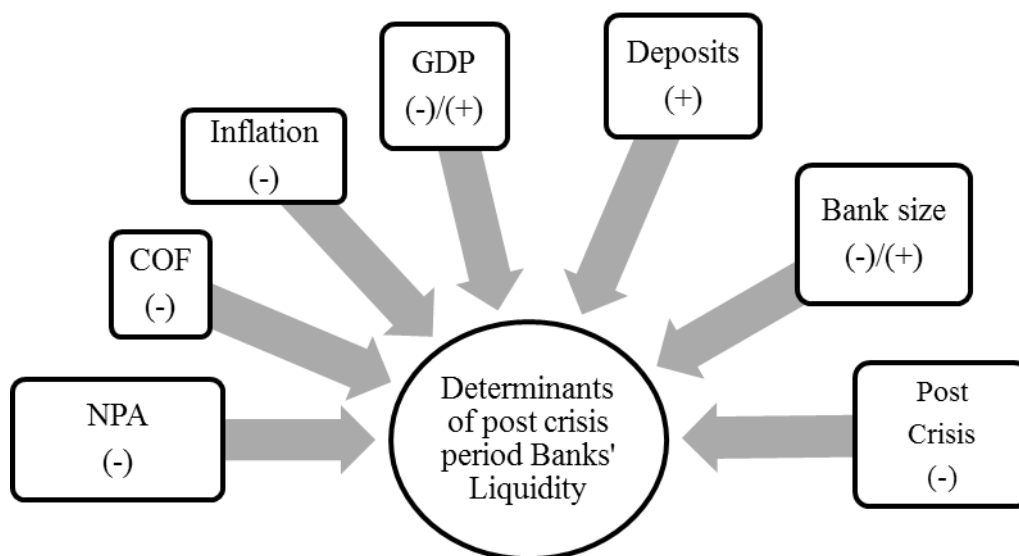 GDP
(-)/(+)
Deposits
(+)
Inflation
(-)
Bank size
(-)/(+)
COF
(-)
NPA
(-)
Determinants
of post crisis
period Banks'
Liquidity
Post
Crisis
(-)